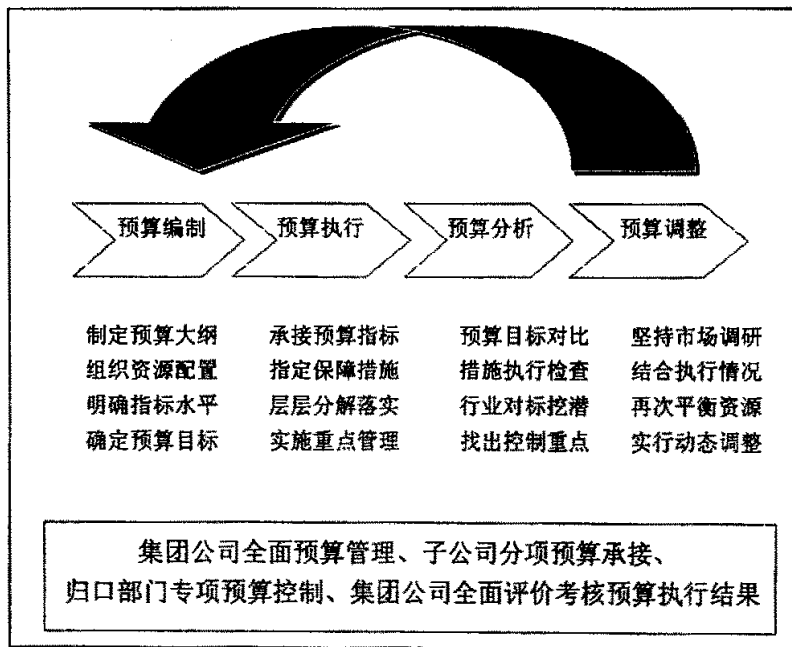 预算编制 预算执行 预算分析 预算调整
制定预算大纲 承接预算指标 预算目标对比 坚持市场调研
组织资源配置 指定保障措施 措施执行检查 结合执行情况
明确指标水平 层层分解落实 行业对标挖潜 再次平衡资源
确定预算目标 实施重点管理 找出控制重点 实行动态调整
集团公司全面预算管理、子公司分项预算承接、
归口部门专项预算控制、集团公司全面评价考核预算执行结果